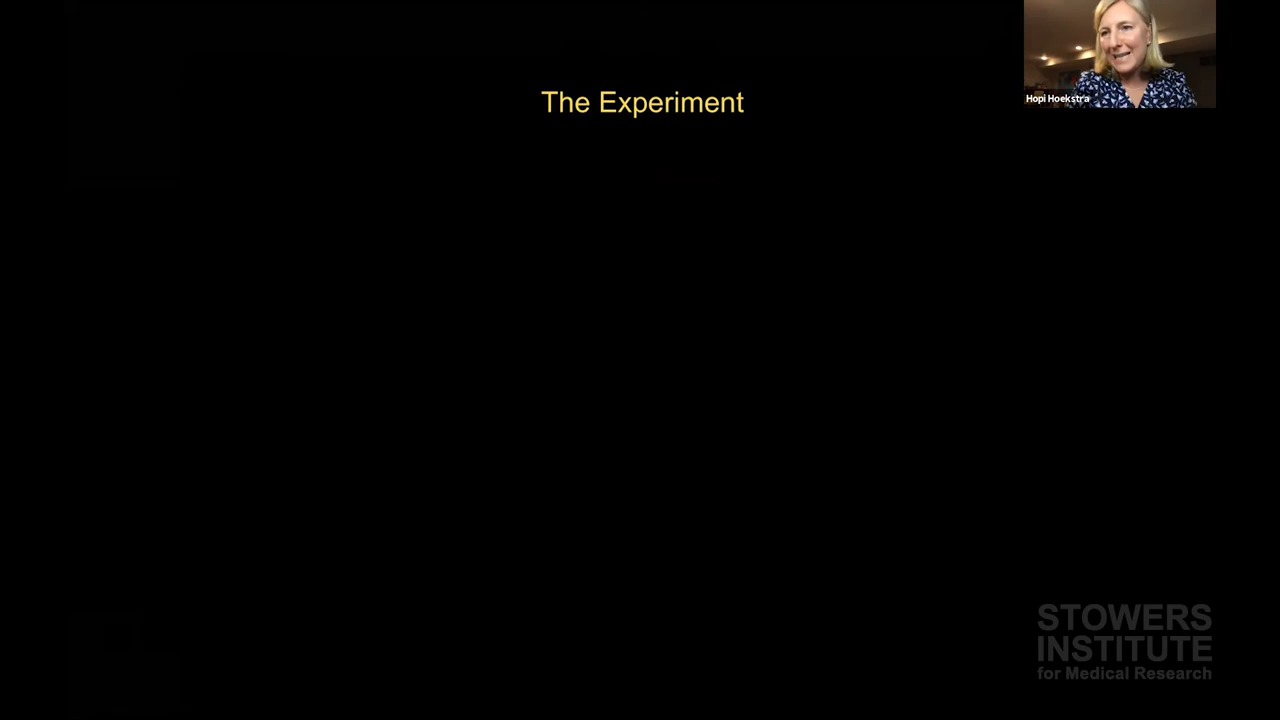 The Experiment
Hopi Hoekstra
STOWERS
INSTITUTE
for Medical Research